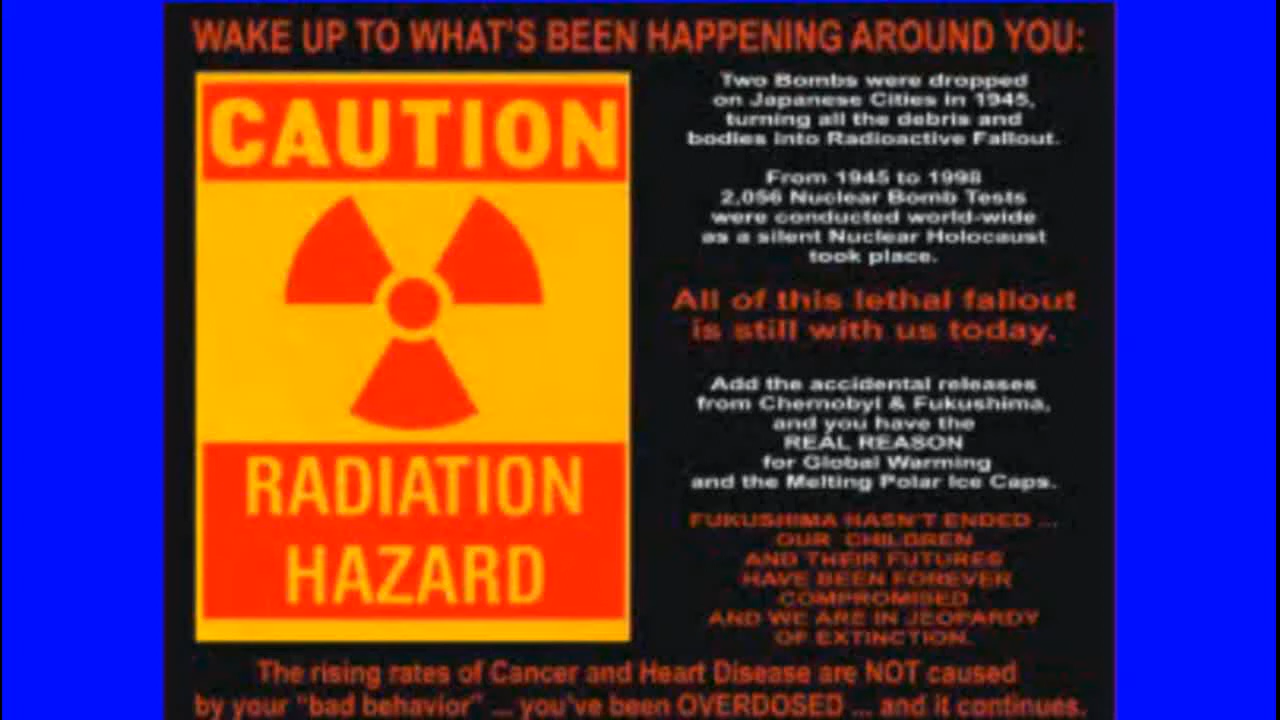 WAKE UP TO WHAT'S BEEN HAPPENING AROUND YOU:
CAUTION
RADIATION
HAZARD
Two Bombs were dropped
on Japanese Cities in 1945,
turning all the debris and
bodies into Radioactive Fallout.
From 1945 to 1998
2,056 Nuclear Bomb Tests
were conducted world-wide
as a silent Nuclear Holocaust
took place.
All of this lethal fallout
is still with us today.
Add the accidental releases
from Chernobyl & Fukushima,
and you have the
REAL REASON
for Global Warming
and the Melting Polar Ice Caps.
FUKUSHIMA HASN'T ENDED ...
OUR CHILDREN
AND THEIR FUTURES
HAVE BEEN FOREVER
COMPROMISED
AND WE ARE IN JEOPARDY
OF EXTINCTION.
The rising rates of Cancer and Heart Disease are NOT caused
by your "bad behavior" ... you've been OVERDOSED ... and it continues.